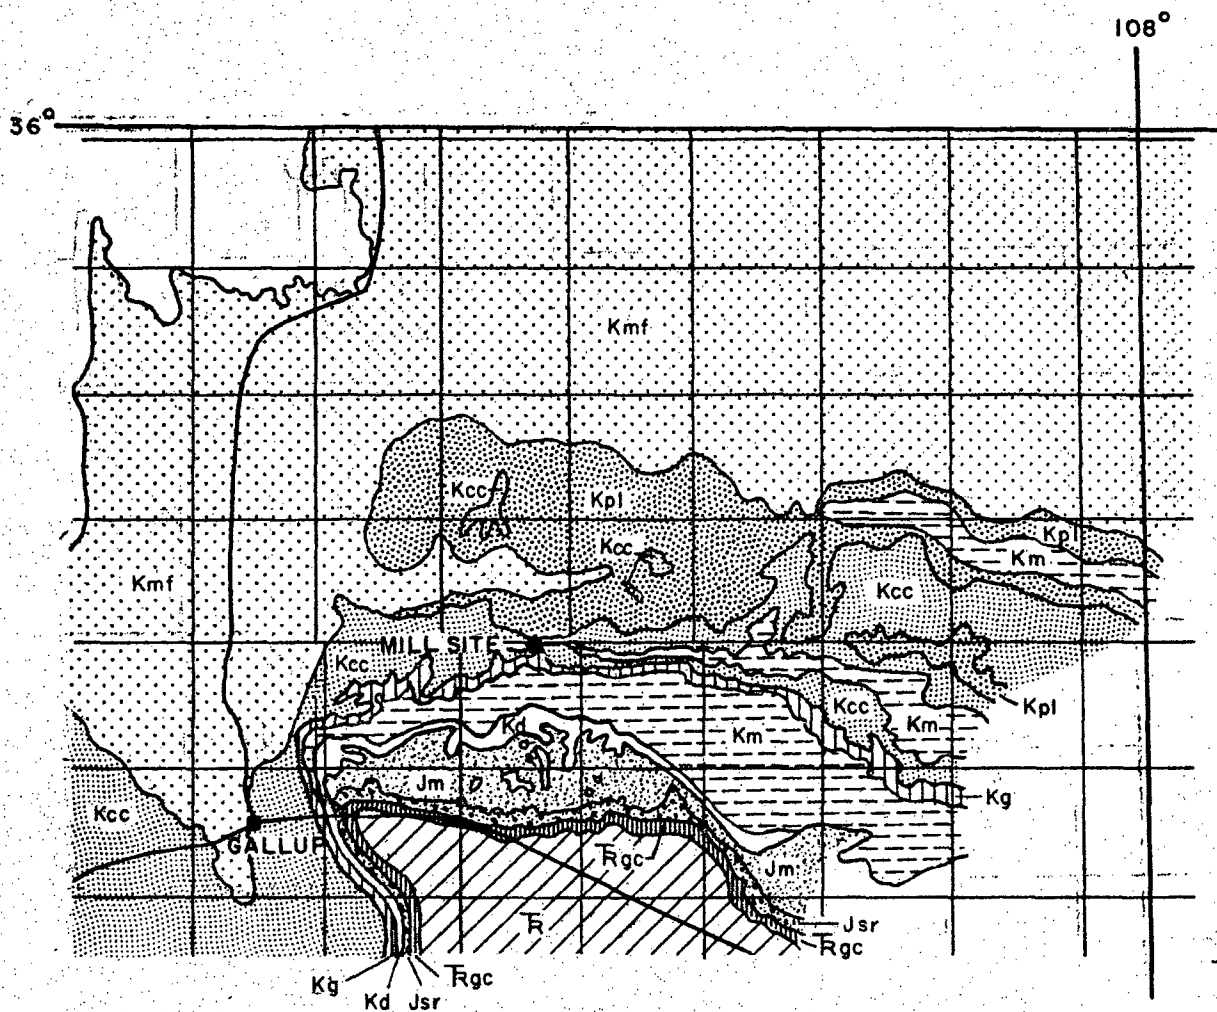 108°
36°
Kmf
Kcc
Kpl
Kcc
Kpl
Km
Kmf
Kcc
MILL SITE
Kcc
Kcc
Kpl
Kd
Km
Km
Jm
Kg
Kcc
GALLUP
T̅Rgc
Jm
T̅R
Jsr
T̅Rgc
Kg
T̅Rgc
Kd
Jsr